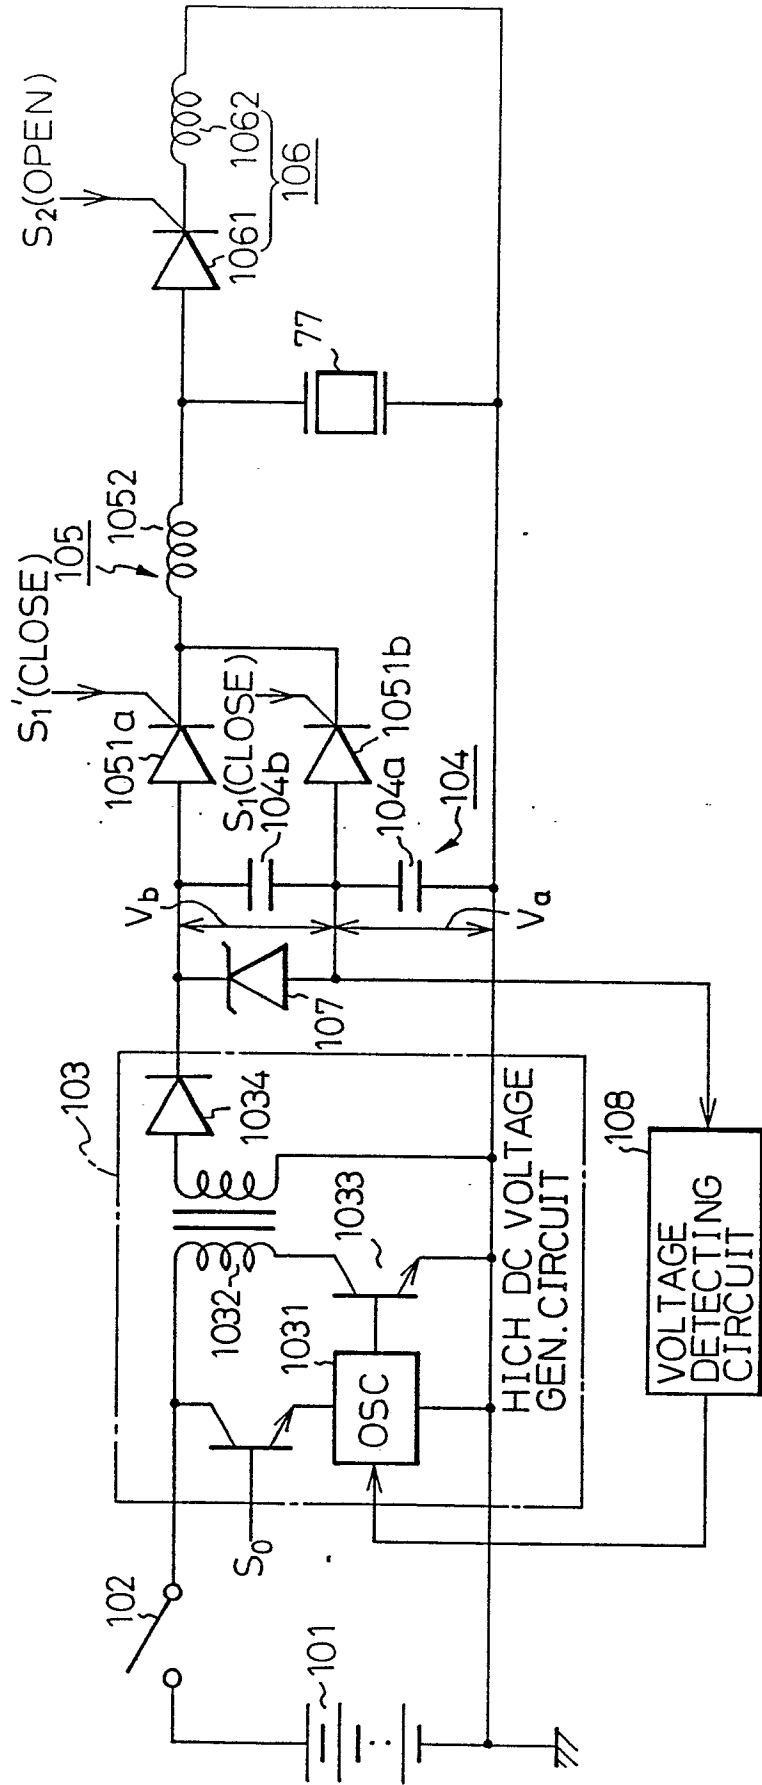 101
102
S0
OSC
1031
1032
1033
1034
103
HICH DC VOLTAGE
GEN. CIRCUIT
VOLTAGE
DETECTING
CIRCUIT
108
107
Vb
Va
104b
104a
104
1051a
1051b
S1'(CLOSE)
S1(CLOSE)
105
1052
77
S2(OPEN)
1061
1062
106